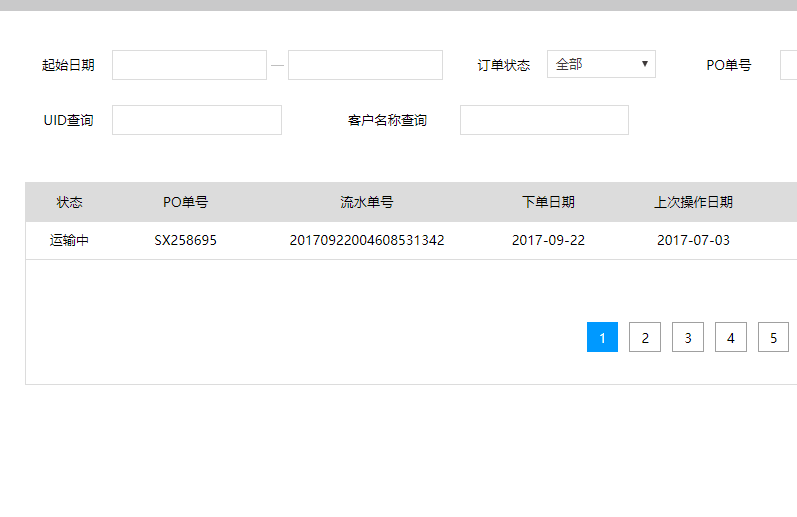 起始日期 — 订单状态 全部 PO单号
UID查询 客户名称查询
状态 PO单号 流水单号 下单日期 上次操作日期
运输中 SX258695 20170922004608531342 2017-09-22 2017-07-03
1 2 3 4 5